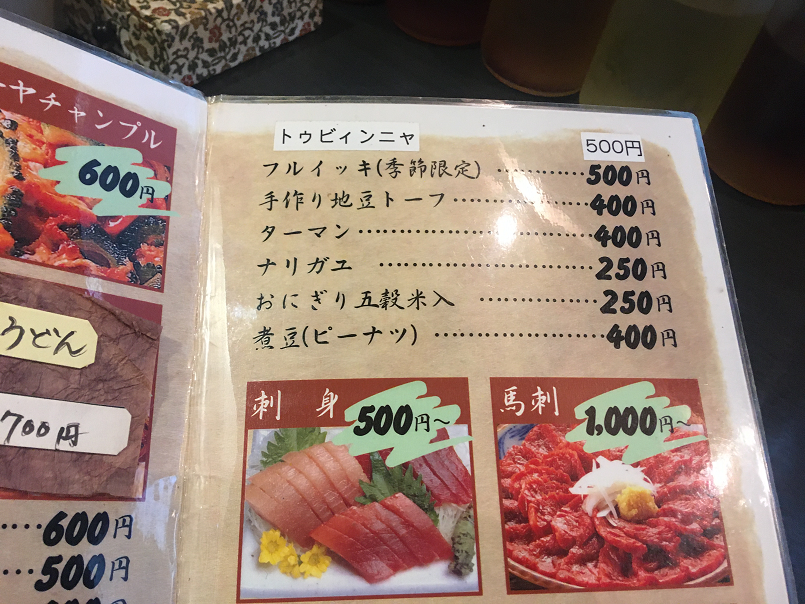 ーヤチャンプル
600円
うどん
700円
……600円
……500円
トゥビィンニャ 500円
フルイッキ(季節限定) …………500円
手作り地豆トーフ………………400円
ターマン…………………………400円
ナリガユ ………………………250円
おにぎり五穀米入 ……………250円
煮豆(ピーナツ) ………………400円
刺 身 500円~
馬刺 1,000円~